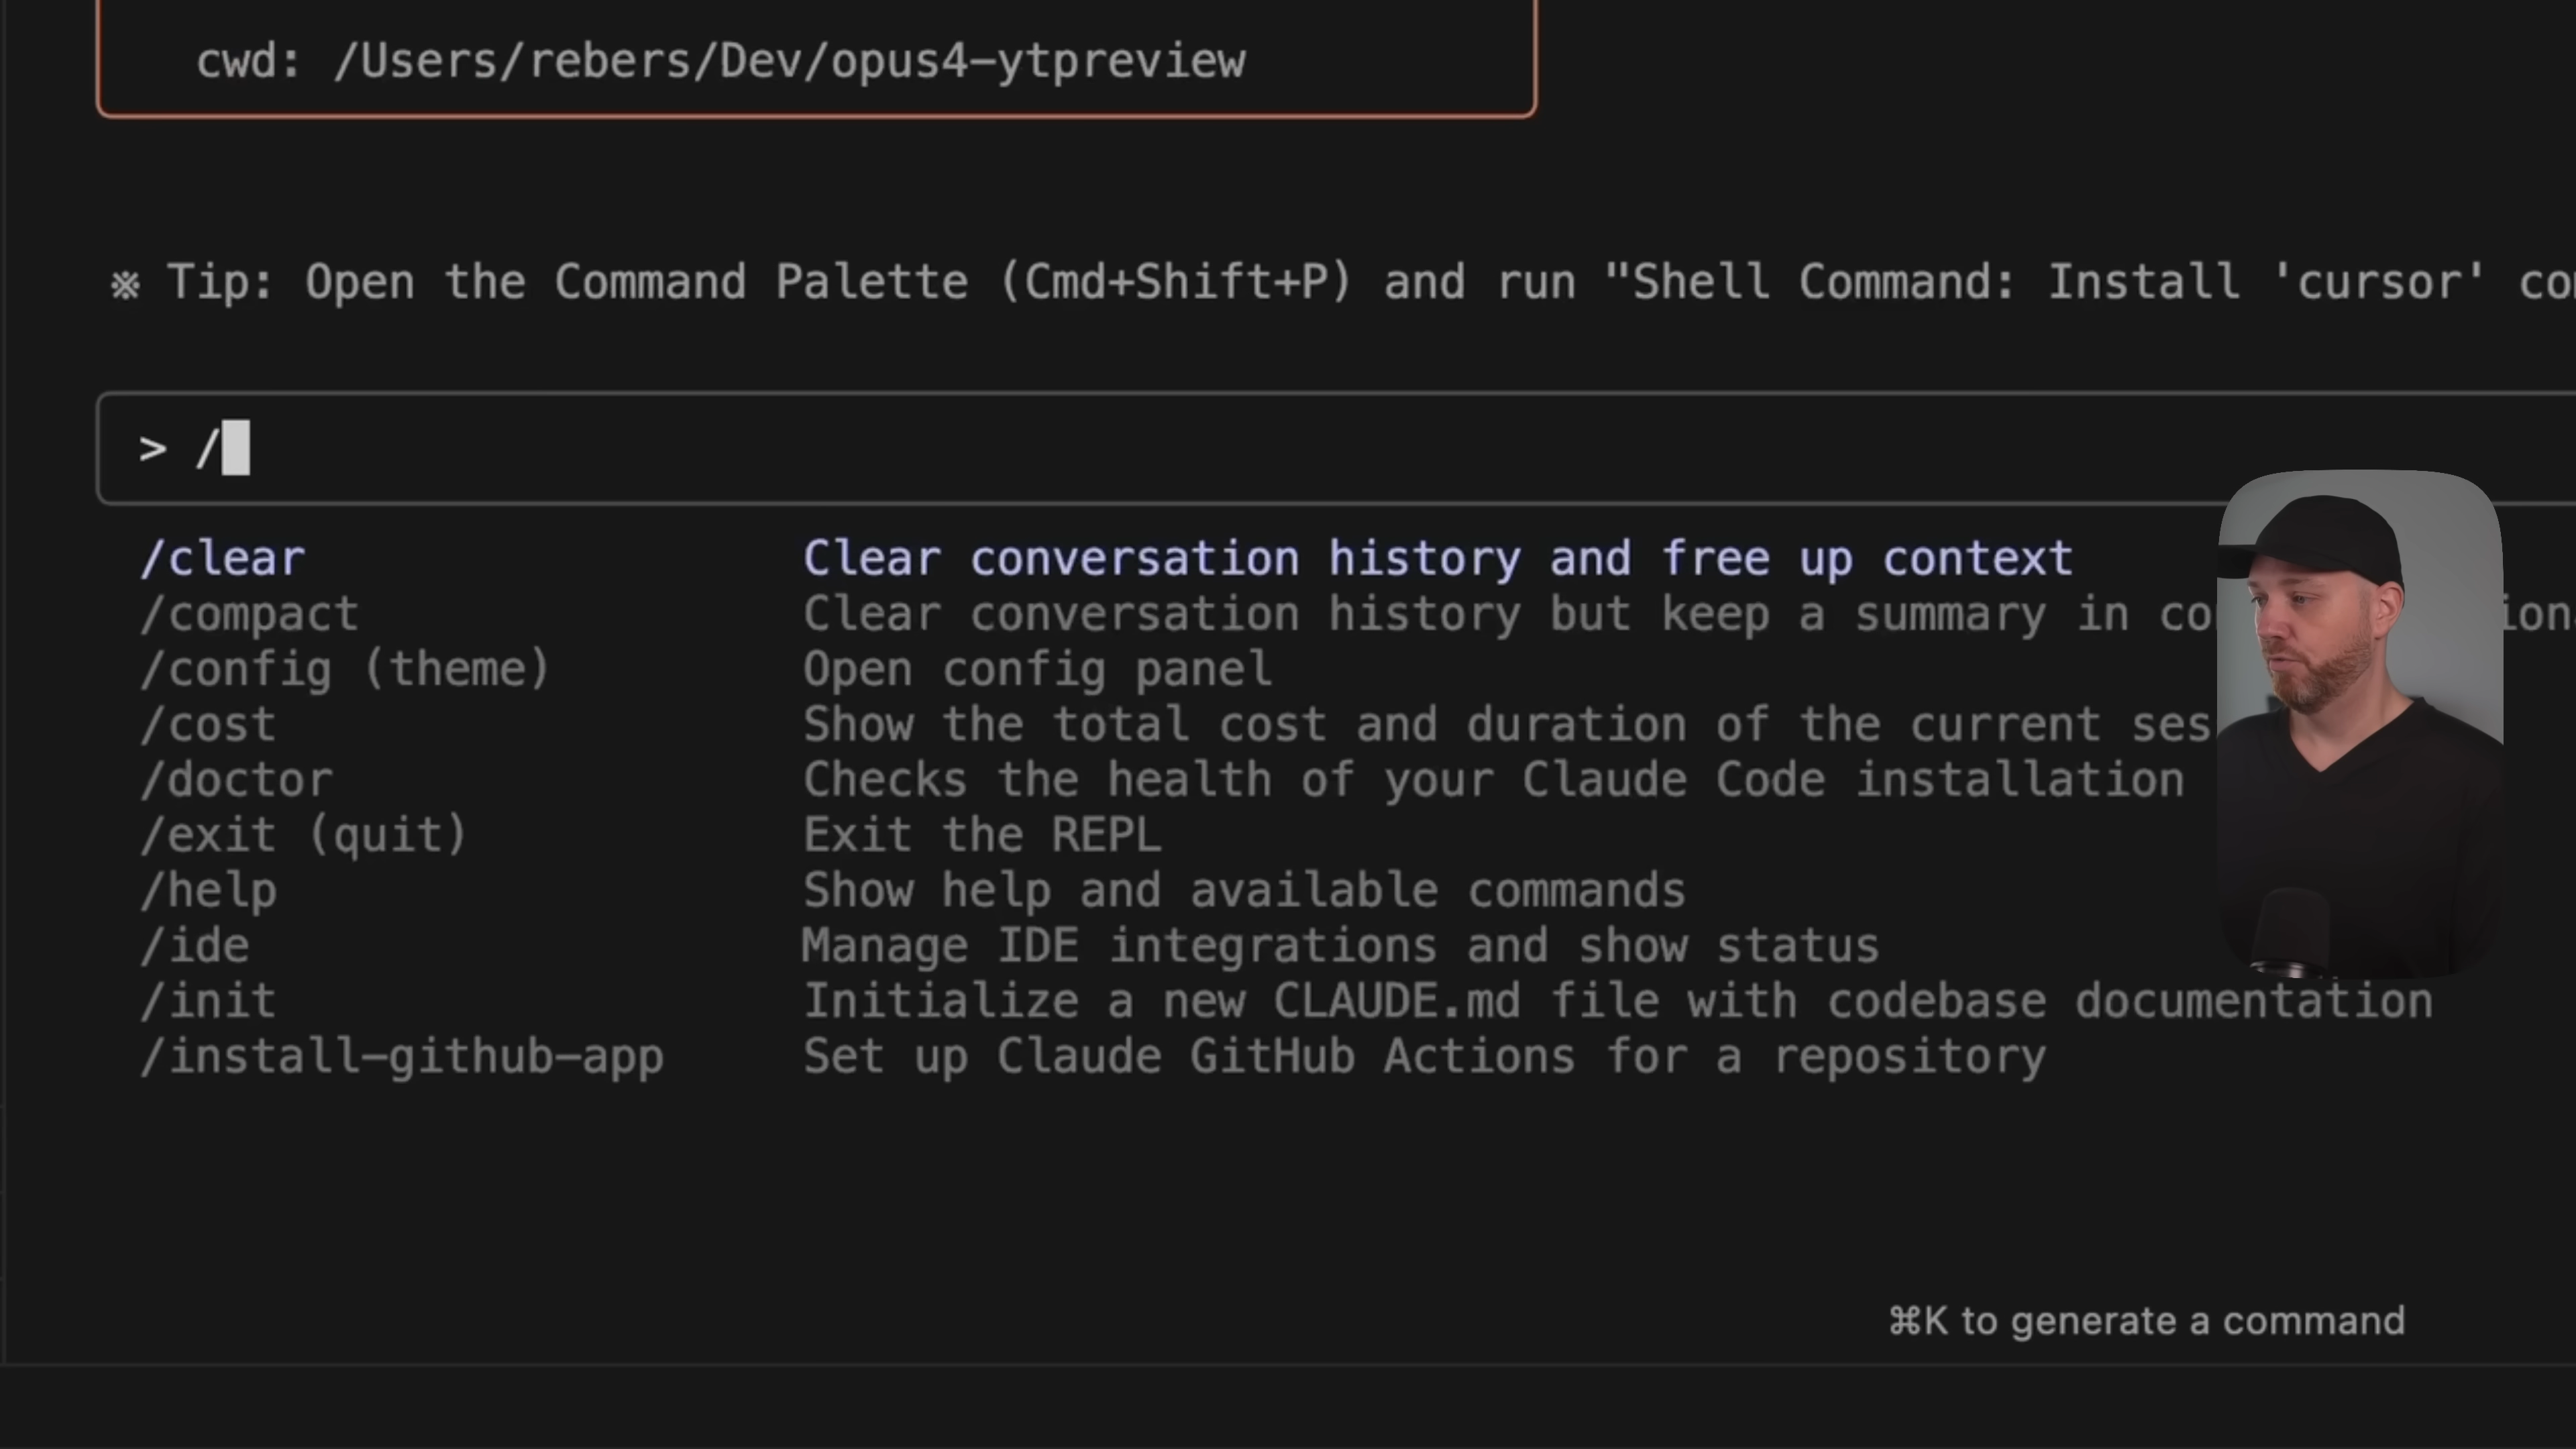 cwd: /Users/rebers/Dev/opus4-ytpreview
※ Tip: Open the Command Palette (Cmd+Shift+P) and run "Shell Command: Install 'cursor'
> /
/clear Clear conversation history and free up context
/compact Clear conversation history but keep a summary in
/config (theme) Open config panel
/cost Show the total cost and duration of the current
/doctor Checks the health of your Claude Code installation
/exit (quit) Exit the REPL
/help Show help and available commands
/ide Manage IDE integrations and show status
/init Initialize a new CLAUDE.md file with codebase documentation
/install-github-app Set up Claude GitHub Actions for a repository
⌘K to generate a command